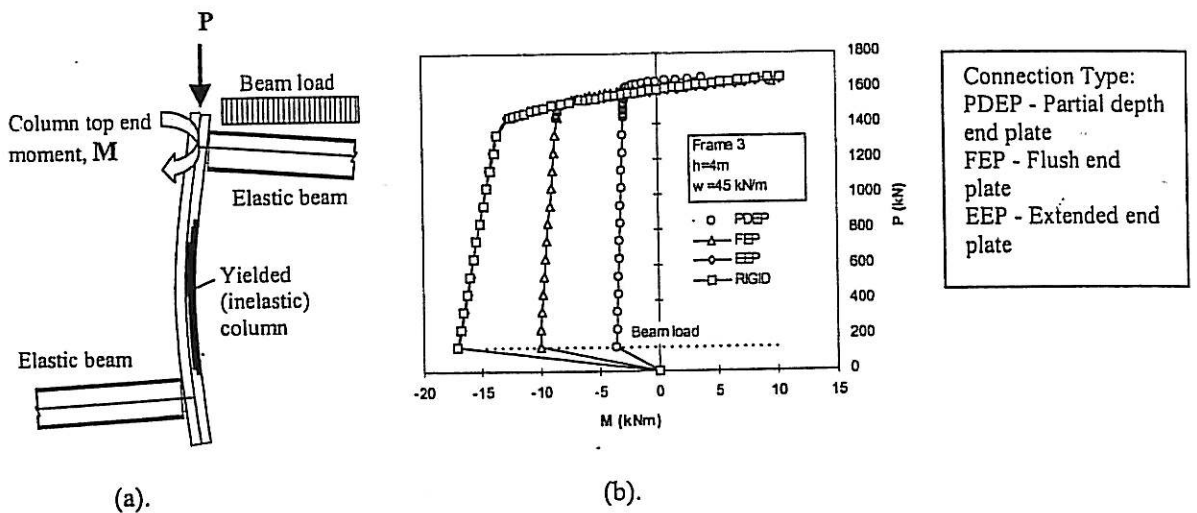 P
Beam load
Column top end
moment, M
Elastic beam
Yielded
(inelastic)
column
Elastic beam
(a).
1800
1600
1400
1200
1000
800
600
400
200
0
P (kN)
Frame 3
h=4m
w=45 kN/m
PDEP
FEP
EEP
RIGID
Beam load
-20 -15 -10 -5 0 5 10 15
M (kNm)
(b).
Connection Type:
PDEP - Partial depth
end plate
FEP - Flush end
plate
EEP - Extended end
plate